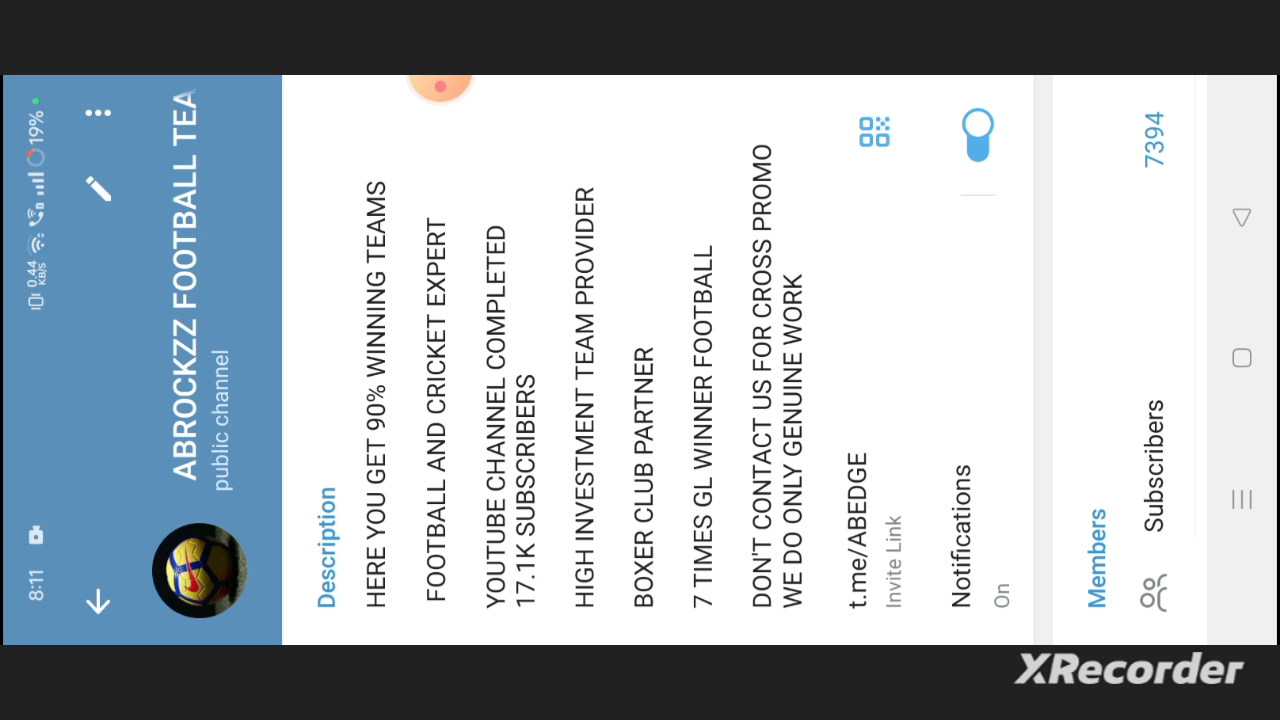 8:11
0.44 KB/S
19%
ABROCKZZ FOOTBALL TEA
public channel
Description
HERE YOU GET 90% WINNING TEAMS
FOOTBALL AND CRICKET EXPERT
YOUTUBE CHANNEL COMPLETED
17.1K SUBSCRIBERS
HIGH INVESTMENT TEAM PROVIDER
BOXER CLUB PARTNER
7 TIMES GL WINNER FOOTBALL
DON'T CONTACT US FOR CROSS PROMO
WE DO ONLY GENUINE WORK
t.me/ABEDGE
Invite Link
Notifications
On
Members
Subscribers 7394
XRecorder